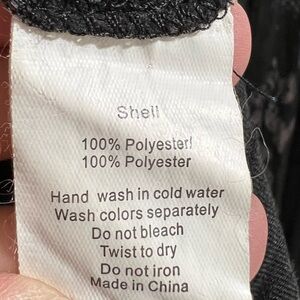 Shell
100% Polyester/
100% Polyester
Hand wash in cold water
Wash colors separately
Do not bleach
Twist to dry
Do not iron
Made in China